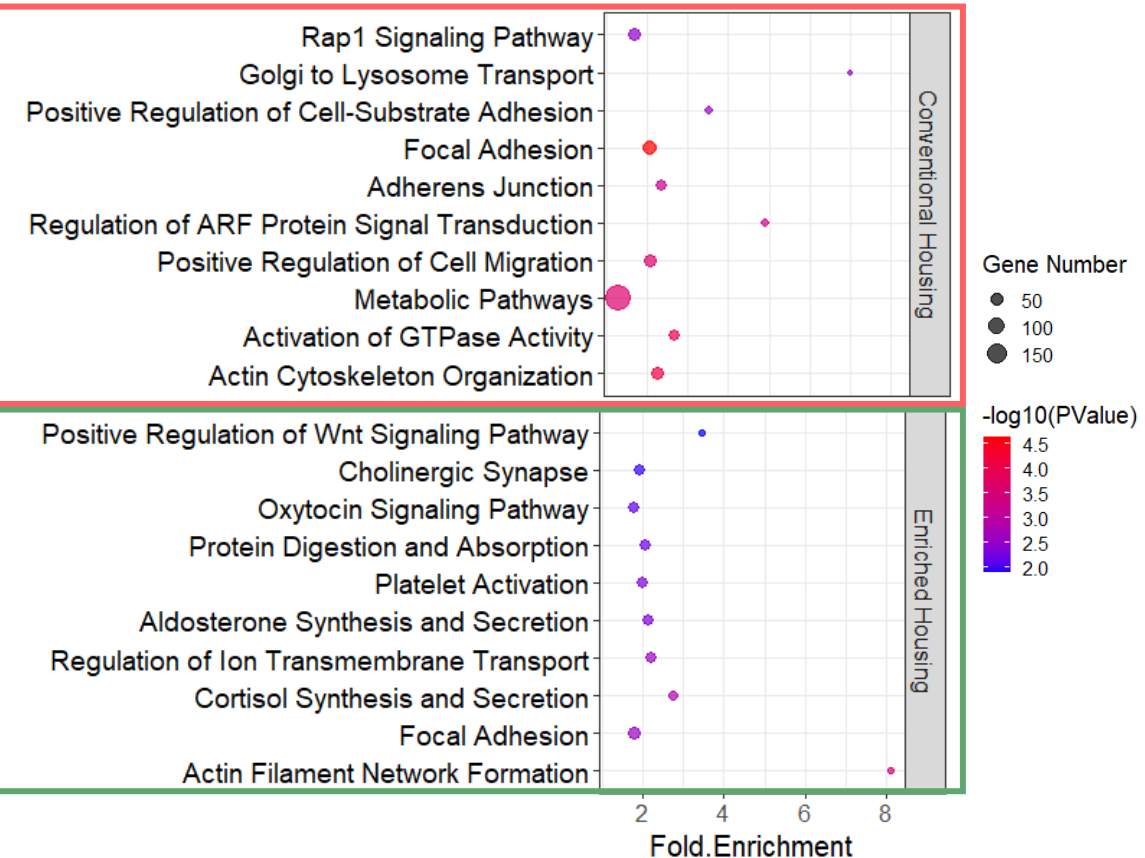 Rap1 Signaling Pathway
Golgi to Lysosome Transport
Positive Regulation of Cell-Substrate Adhesion
Focal Adhesion
Adherens Junction
Regulation of ARF Protein Signal Transduction
Positive Regulation of Cell Migration
Metabolic Pathways
Activation of GTPase Activity
Actin Cytoskeleton Organization
Conventional Housing
Positive Regulation of Wnt Signaling Pathway
Cholinergic Synapse
Oxytocin Signaling Pathway
Protein Digestion and Absorption
Platelet Activation
Aldosterone Synthesis and Secretion
Regulation of Ion Transmembrane Transport
Cortisol Synthesis and Secretion
Focal Adhesion
Actin Filament Network Formation
Enriched Housing
2 4 6 8
Fold.Enrichment
Gene Number
50
100
150
-log10(PValue)
4.5
4.0
3.5
3.0
2.5
2.0